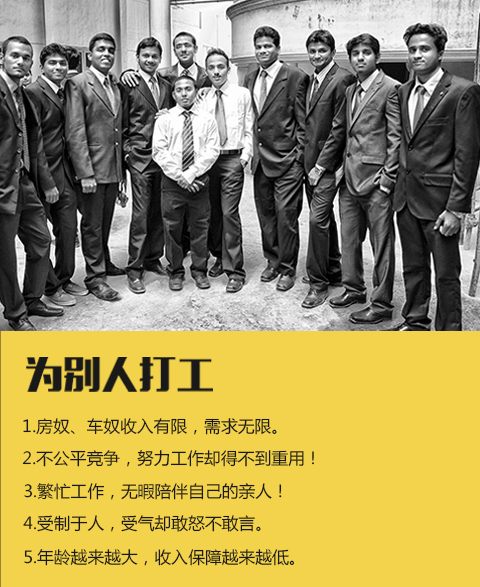 为别人打工
1.房奴、车奴收入有限，需求无限。
2.不公平竞争，努力工作却得不到重用！
3.繁忙工作，无暇陪伴自己的亲人！
4.受制于人，受气却敢怒不敢言。
5.年龄越来越大，收入保障越来越低。